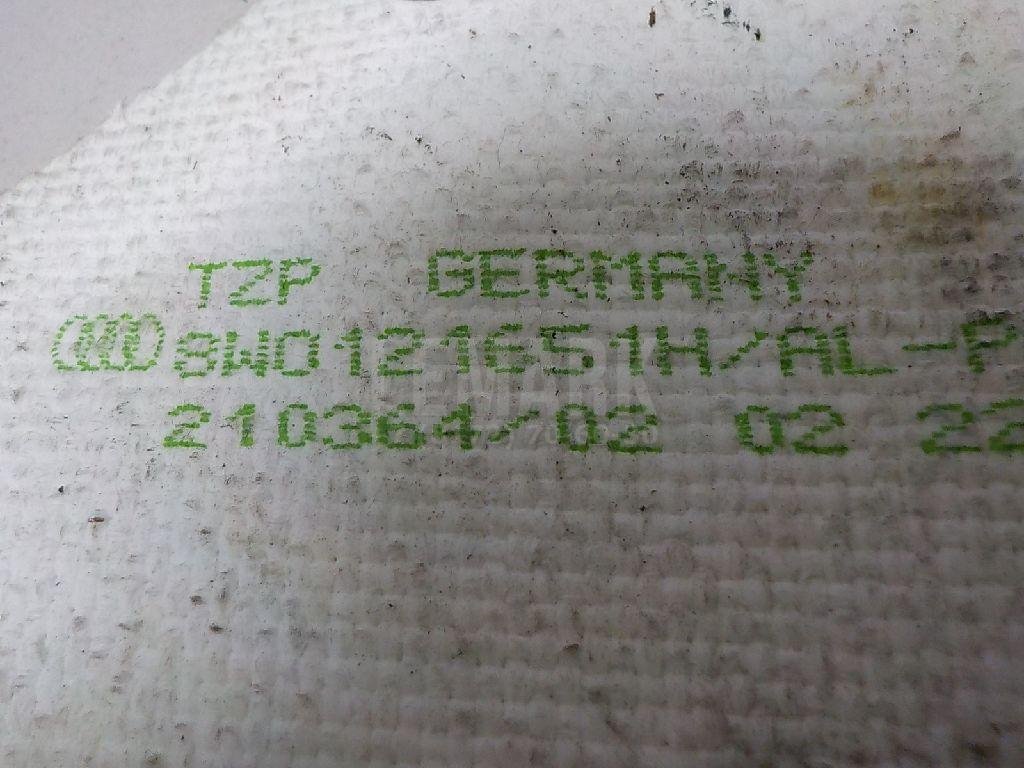 TZP GERMANY
8W0121651H/AL-P
210364/02 02 22